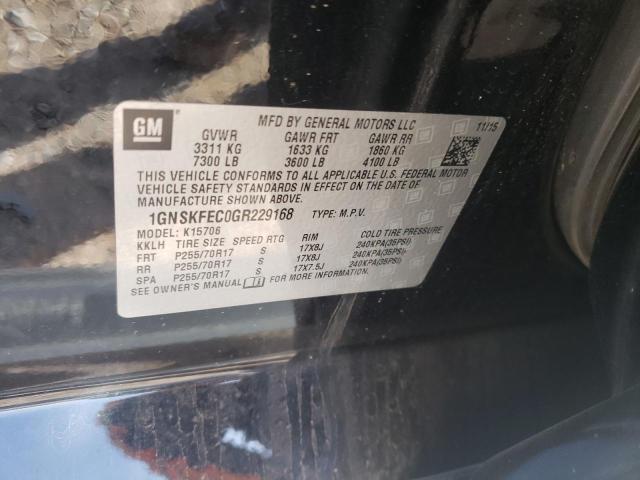 GM
MFD BY GENERAL MOTORS LLC
11/15
GVWR GAWR FRT GAWR RR
3311 KG 1633 KG 1860 KG
7300 LB 3600 LB 4100 LB
THIS VEHICLE CONFORMS TO ALL APPLICABLE U.S. FEDERAL MOTOR
VEHICLE SAFETY STANDARDS IN EFFECT ON THE DATE OF
MANUFACTURE SHOWN ABOVE.
1GNSKFEC0GR229168 TYPE: M.P.V.
MODEL: K15706
KKLH TIRE SIZE SPEED RTG RIM COLD TIRE PRESSURE
FRT P255/70R17 S 17X8J 240KPA(35PSI)
RR P255/70R17 S 17X8J 240KPA(35PSI)
SPA P255/70R17 S 17X7.5J 240KPA(35PSI)
SEE OWNER'S MANUAL